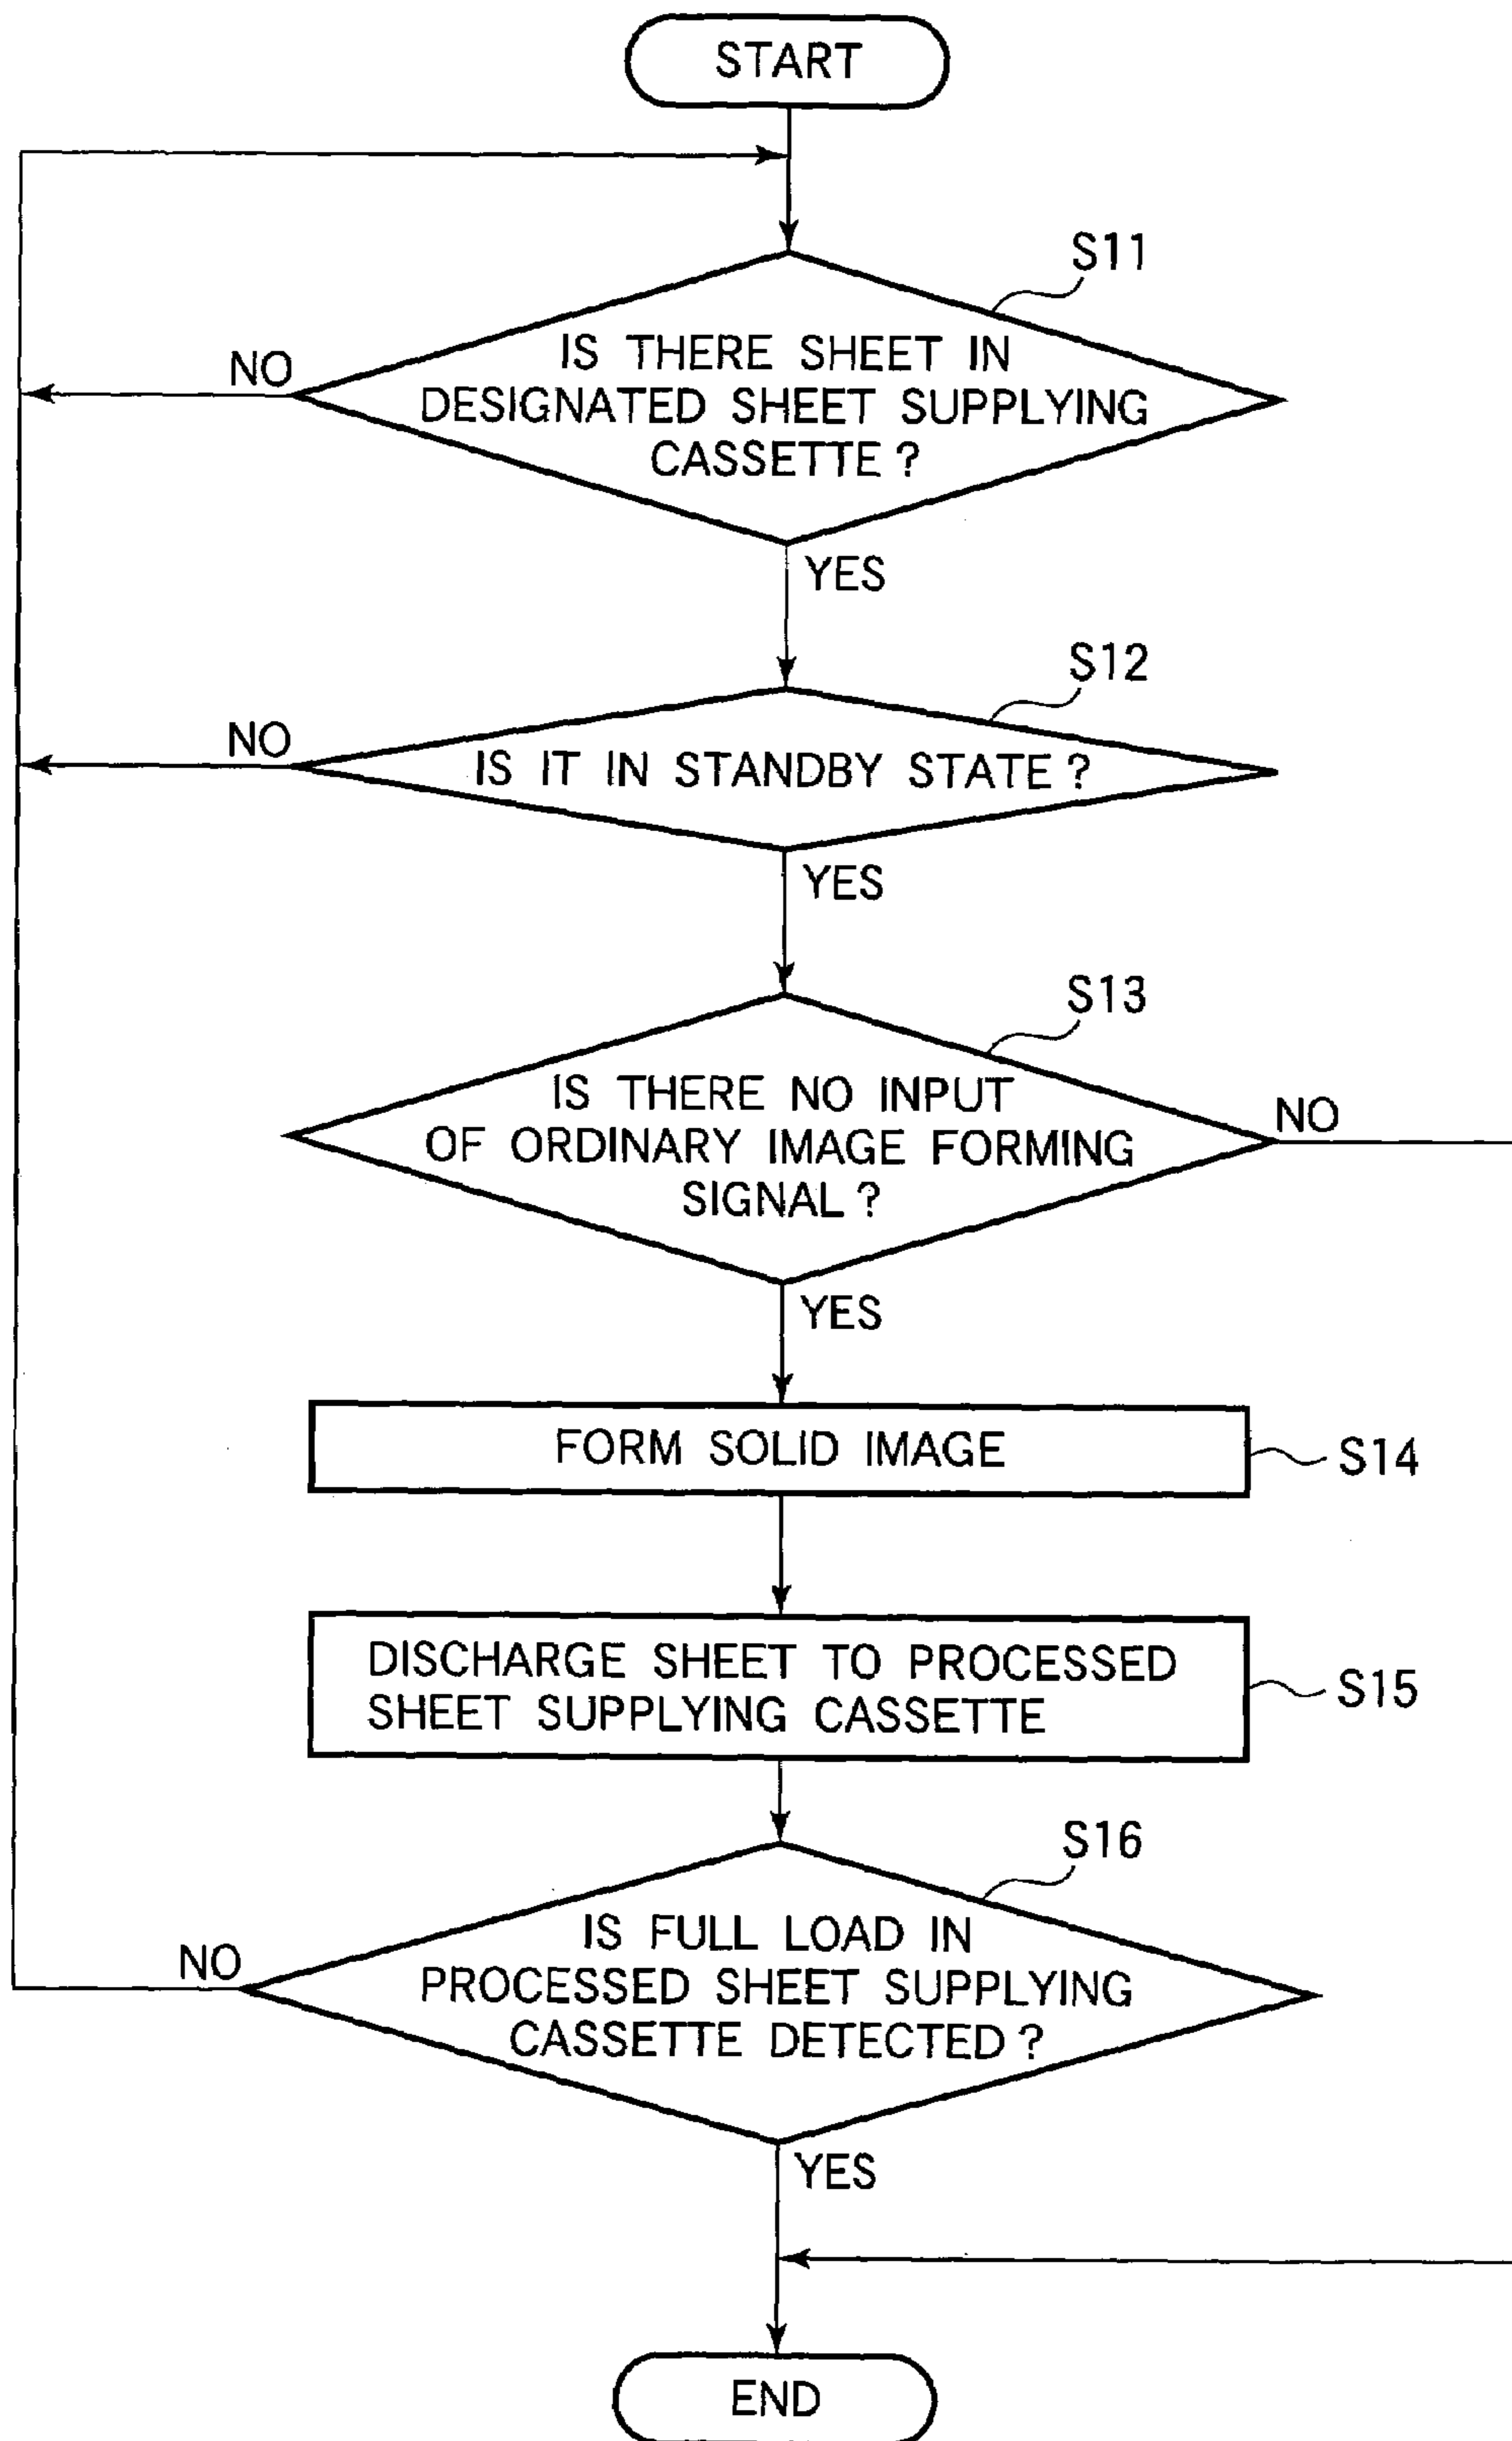 START
S11
IS THERE SHEET IN
DESIGNATED SHEET SUPPLYING
CASSETTE ?
NO
YES
S12
NO
IS IT IN STANDBY STATE ?
YES
S13
IS THERE NO INPUT
OF ORDINARY IMAGE FORMING
SIGNAL ?
NO
YES
FORM SOLID IMAGE
S14
DISCHARGE SHEET TO PROCESSED
SHEET SUPPLYING CASSETTE
S15
S16
NO
IS FULL LOAD IN
PROCESSED SHEET SUPPLYING
CASSETTE DETECTED ?
YES
END